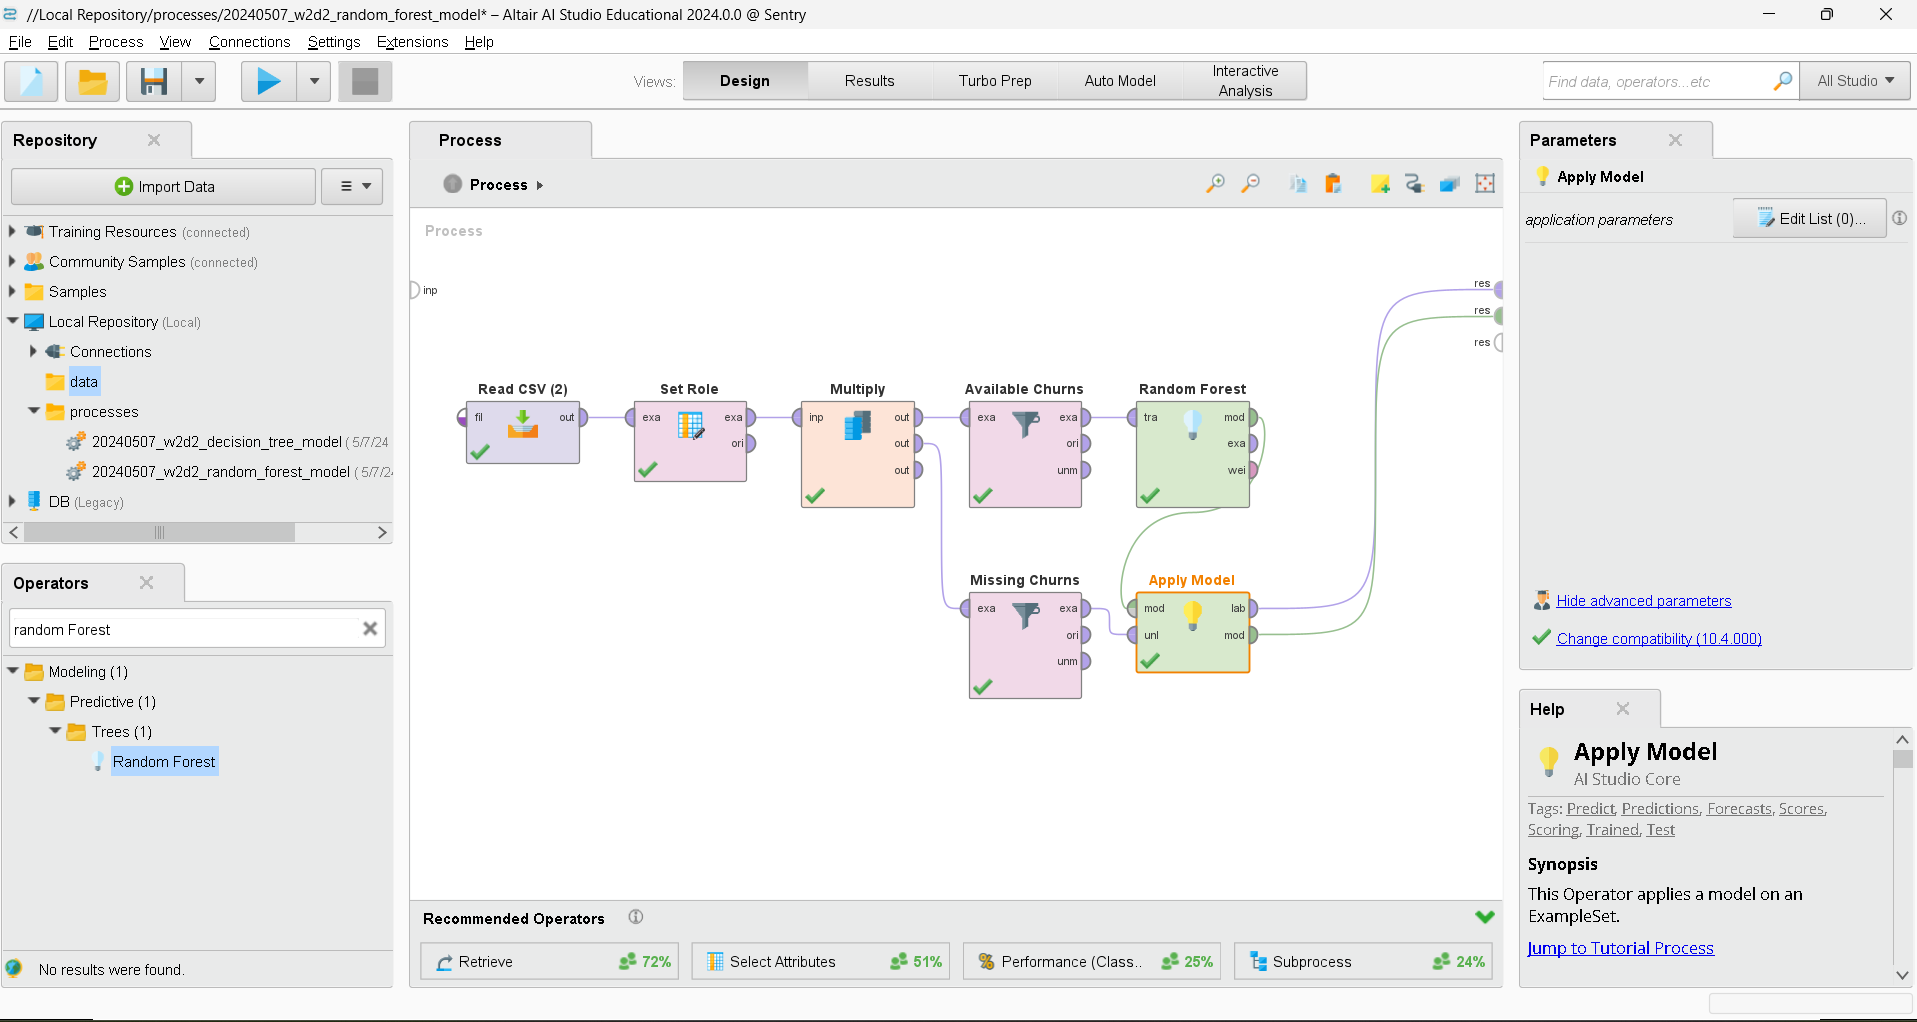 //Local Repository/processes/20240507_w2d2_random_forest_model* – Altair AI Studio Educational 2024.0.0 @ Sentry
File Edit Process View Connections Settings Extensions Help
Views: Design Results Turbo Prep Auto Model Interactive Analysis
Find data, operators...etc
All Studio
Repository
Import Data
Training Resources (connected)
Community Samples (connected)
Samples
Local Repository (Local)
Connections
data
processes
20240507_w2d2_decision_tree_model ( 5/7/24
20240507_w2d2_random_forest_model ( 5/7/2
DB (Legacy)
Operators
random Forest
Modeling (1)
Predictive (1)
Trees (1)
Random Forest
No results were found.
Process
Process
Process
inp
res
res
res
Read CSV (2)
fil out
Set Role
exa exa
ori
Multiply
inp out
out
out
Available Churns
exa exa
ori
unm
Random Forest
tra mod
exa
wei
Missing Churns
exa exa
ori
unm
Apply Model
mod lab
unl mod
Recommended Operators
Retrieve 72%
Select Attributes 51%
Performance (Class.. 25%
Subprocess 24%
Parameters
Apply Model
application parameters
Edit List (0)...
Hide advanced parameters
Change compatibility (10.4.000)
Help
Apply Model
AI Studio Core
Tags: Predict, Predictions, Forecasts, Scores,
Scoring, Trained, Test
Synopsis
This Operator applies a model on an
ExampleSet.
Jump to Tutorial Process